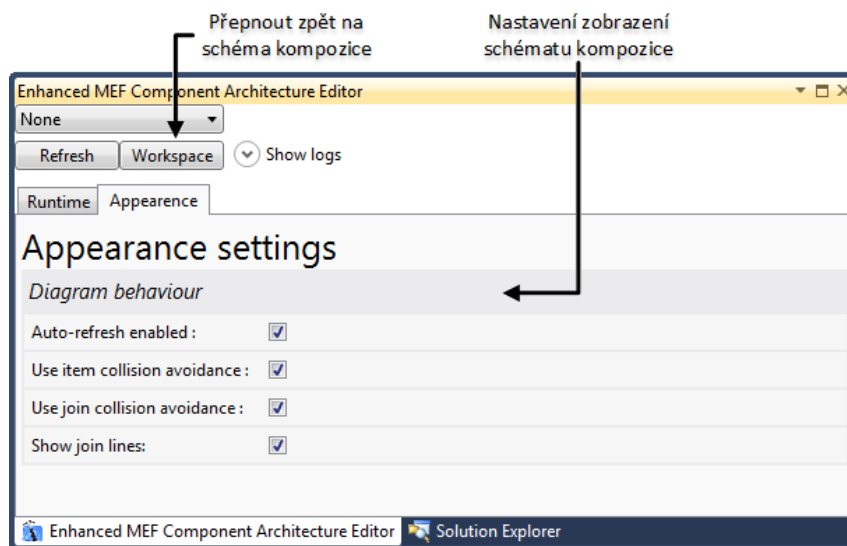 Přepnout zpět na
schéma kompozice
Nastavení zobrazení
schématu kompozice
Enhanced MEF Component Architecture Editor
None
Refresh
Workspace
Show logs
Runtime
Appearence
Appearance settings
Diagram behaviour
Auto-refresh enabled :
Use item collision avoidance :
Use join collision avoidance :
Show join lines:
Enhanced MEF Component Architecture Editor
Solution Explorer